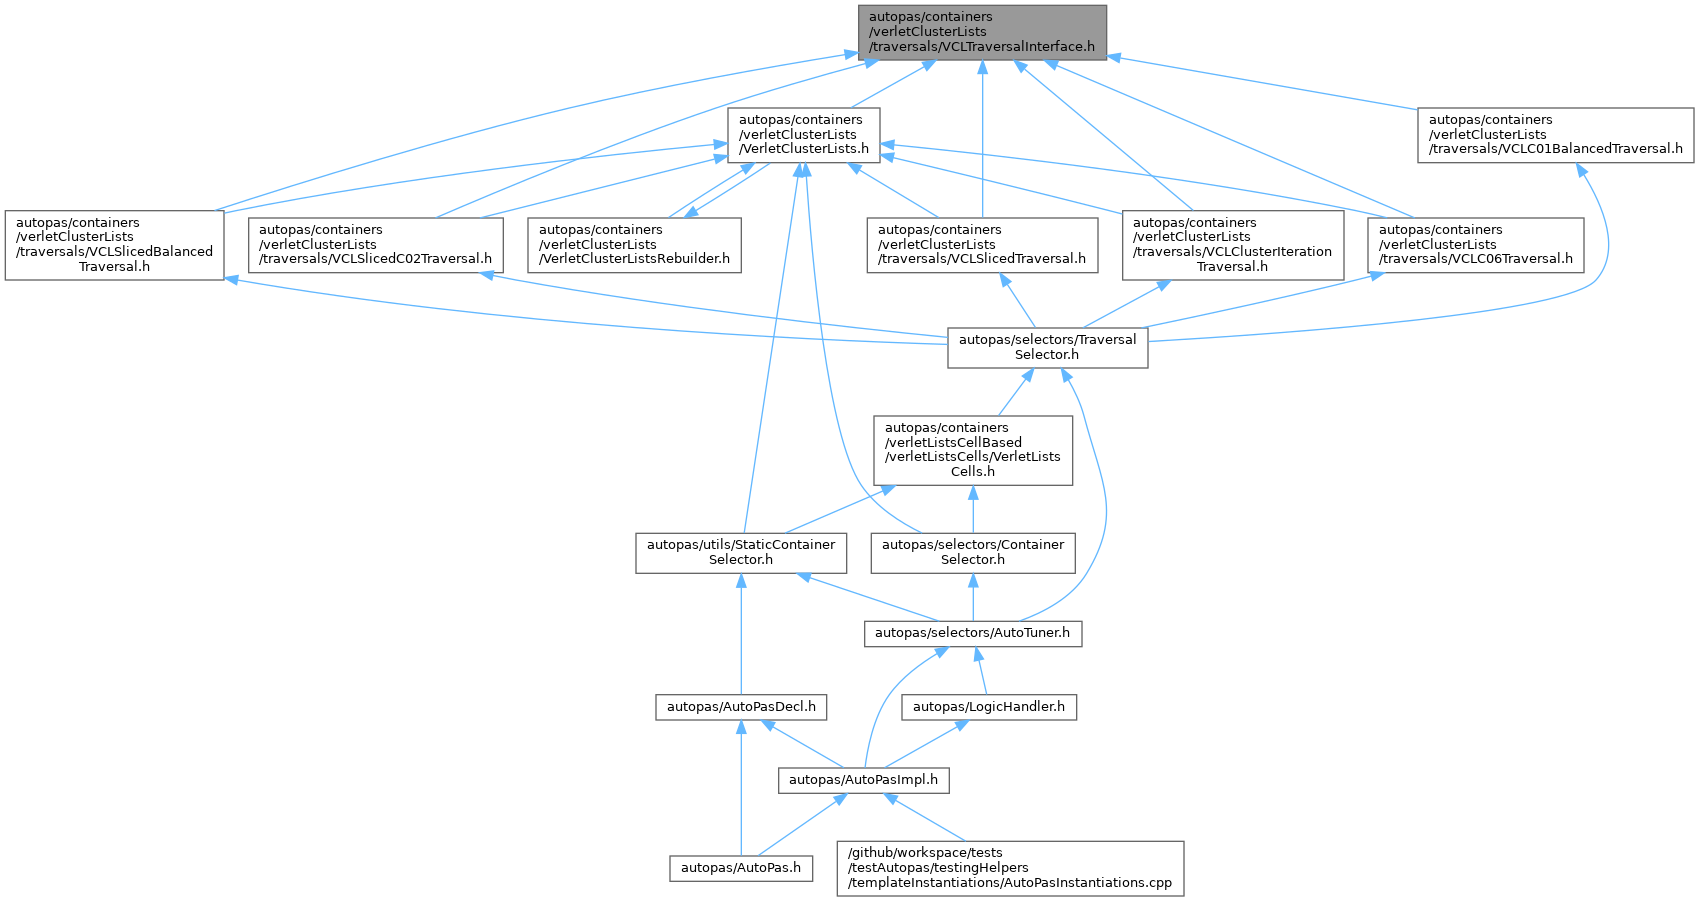 autopas/containers
/verletClusterLists
/traversals/VCLTraversalInterface.h
autopas/containers
/verletClusterLists
/VerletClusterLists.h
autopas/containers
/verletClusterLists
/traversals/VCLC01BalancedTraversal.h
autopas/containers
/verletClusterLists
/traversals/VCLSlicedBalanced
Traversal.h
autopas/containers
/verletClusterLists
/traversals/VCLSlicedC02Traversal.h
autopas/containers
/verletClusterLists
/VerletClusterListsRebuilder.h
autopas/containers
/verletClusterLists
/traversals/VCLSlicedTraversal.h
autopas/containers
/verletClusterLists
/traversals/VCLClusterIteration
Traversal.h
autopas/containers
/verletClusterLists
/traversals/VCLC06Traversal.h
autopas/selectors/Traversal
Selector.h
autopas/containers
/verletListsCellBased
/verletListsCells/VerletLists
Cells.h
autopas/utils/StaticContainer
Selector.h
autopas/selectors/Container
Selector.h
autopas/selectors/AutoTuner.h
autopas/AutoPasDecl.h
autopas/LogicHandler.h
autopas/AutoPasImpl.h
autopas/AutoPas.h
/github/workspace/tests
/testAutopas/testingHelpers
/templateInstantiations/AutoPasInstantiations.cpp